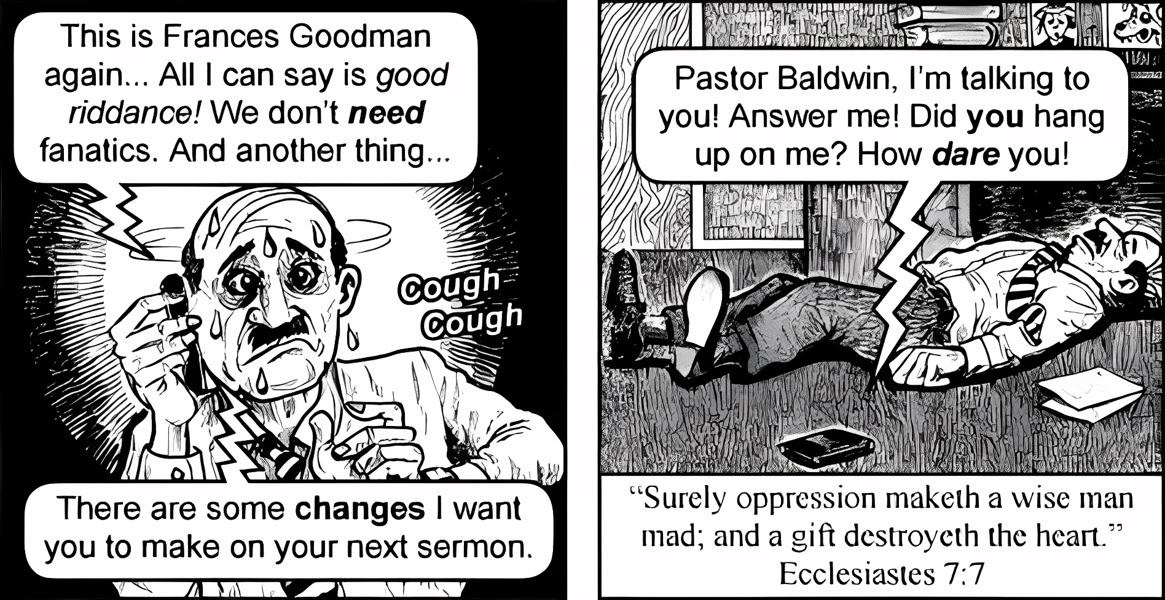 This is Frances Goodman
again... All I can say is good
riddance! We don't need
fanatics. And another thing...
Cough
Cough
There are some changes I want
you to make on your next sermon.
Pastor Baldwin, I'm talking to
you! Answer me! Did you hang
up on me? How dare you!
“Surely oppression maketh a wise man
mad; and a gift destroyeth the heart.”
Ecclesiastes 7:7